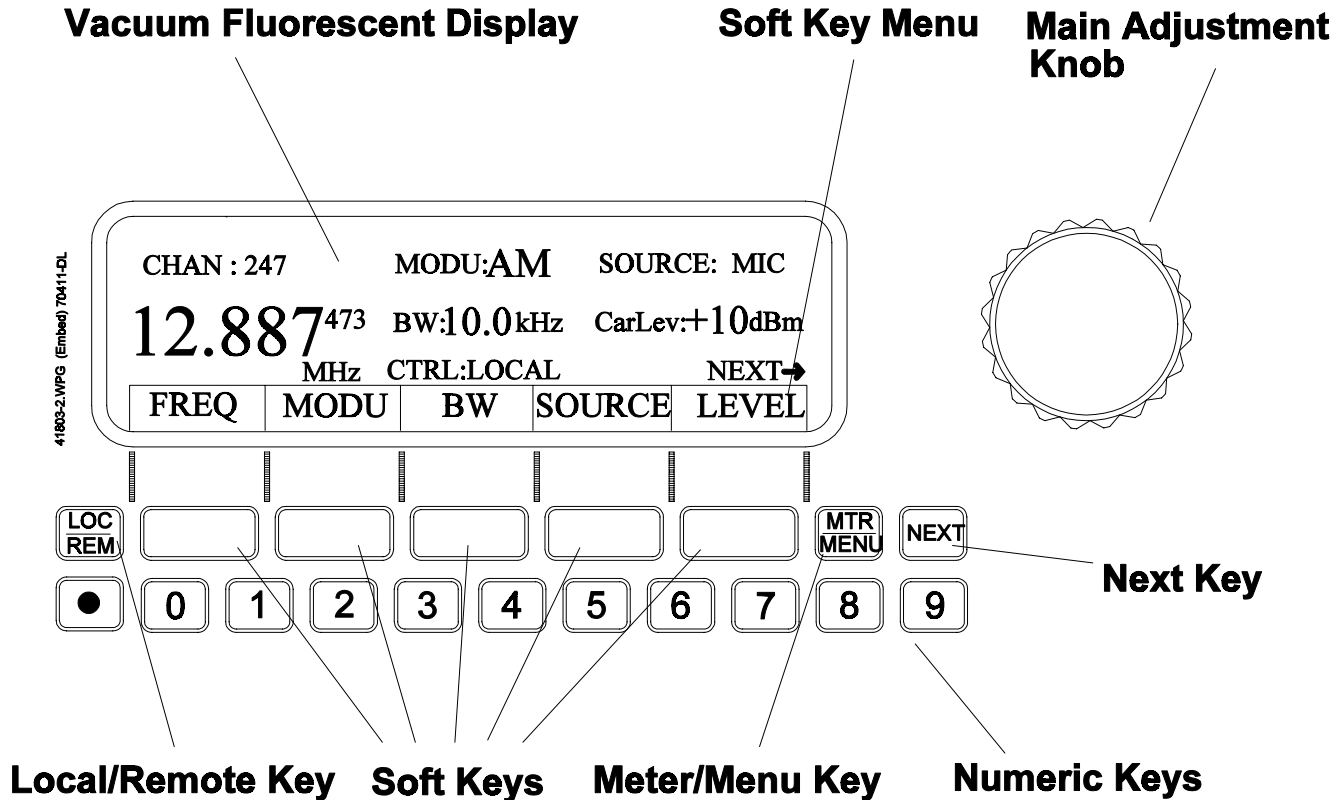 Vacuum Fluorescent Display
Soft Key Menu
Main Adjustment
Knob
41803-2.WPG (Embed) 70411-DL
CHAN : 247
MODU:AM
SOURCE: MIC
12.887473
MHz
BW:10.0kHz
CarLev:+10dBm
CTRL:LOCAL
NEXT➔
FREQ
MODU
BW
SOURCE
LEVEL
LOC
REM
MTR
MENU
NEXT
Next Key
● 0 1 2 3 4 5 6 7 8 9
Local/Remote Key
Soft Keys
Meter/Menu Key
Numeric Keys